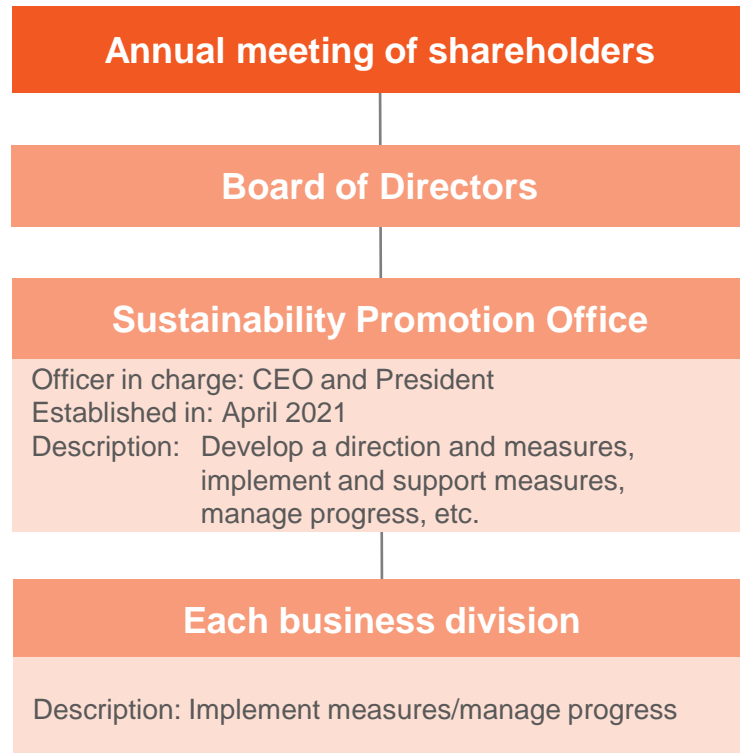 Annual meeting of shareholders
Board of Directors
Sustainability Promotion Office
Officer in charge: CEO and President
Established in: April 2021
Description: Develop a direction and measures,
implement and support measures,
manage progress, etc.
Each business division
Description: Implement measures/manage progress